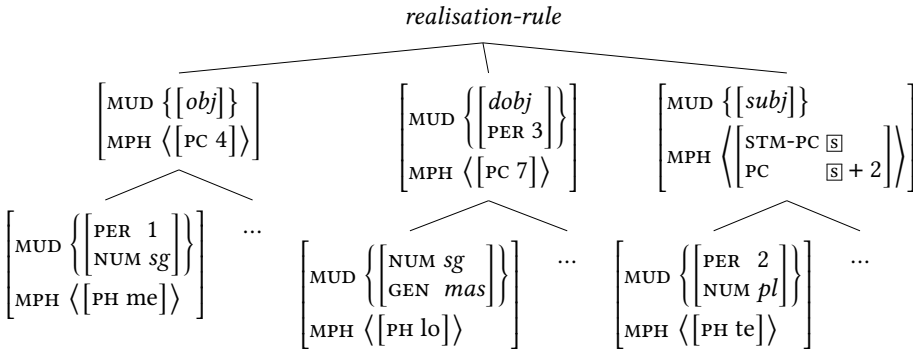 realisation-rule
[MUD {[obj]}
MPH ⟨[PC 4]⟩]
[MUD {[dobj
PER 3]}
MPH ⟨[PC 7]⟩]
[MUD {[subj]}
MPH ⟨[STM-PC s
PC s + 2]⟩]
[MUD {[PER 1
NUM sg]}
MPH ⟨[PH me]⟩]
...
[MUD {[NUM sg
GEN mas]}
MPH ⟨[PH lo]⟩]
...
[MUD {[PER 2
NUM pl]}
MPH ⟨[PH te]⟩]
...